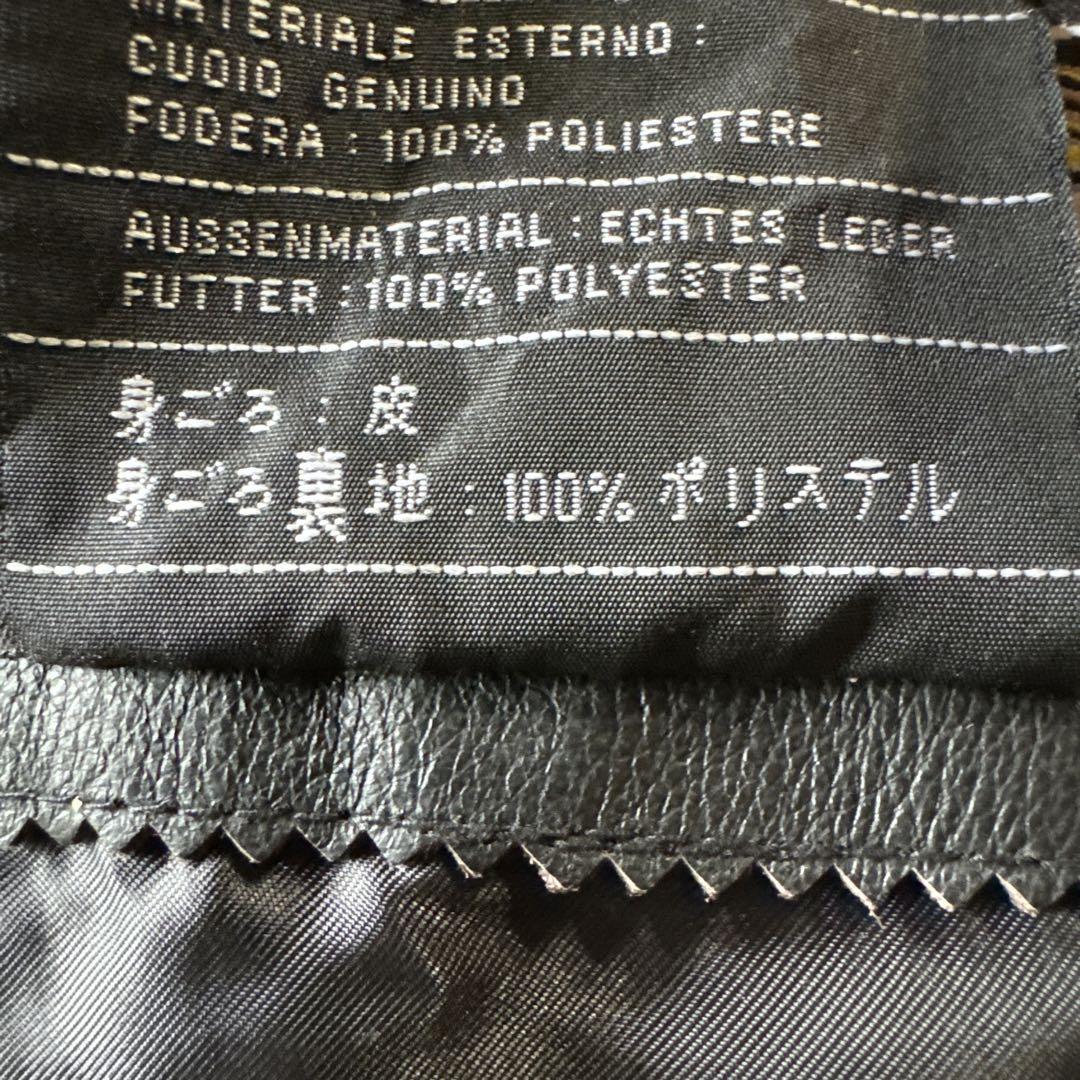 MATERIALE ESTERNO :
CUOIO GENUINO
FODERA : 100% POLIESTERE
AUSSENMATERIAL : ECHTES LEDER
FUTTER : 100% POLYESTER
身ごろ : 皮
身ごろ裏地 : 100% ポリステル